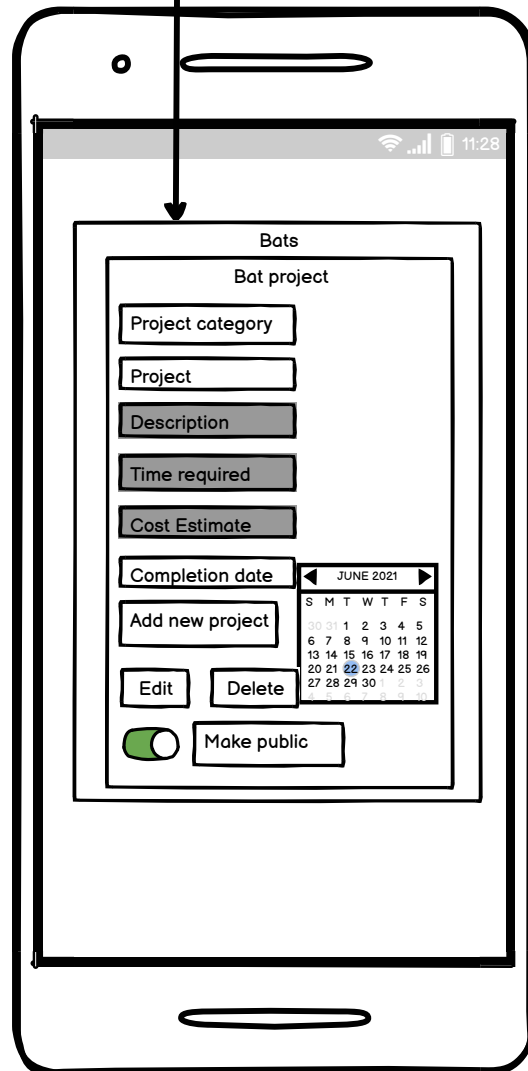 11:28
Bats
Bat project
Project category
Project
Description
Time required
Cost Estimate
Completion date
JUNE 2021
S M T W T F S
30 31 1 2 3 4 5
6 7 8 9 10 11 12
13 14 15 16 17 18 19
20 21 22 23 24 25 26
27 28 29 30 1 2 3
4 5 6 7 8 9 10
Add new project
Edit
Delete
Make public